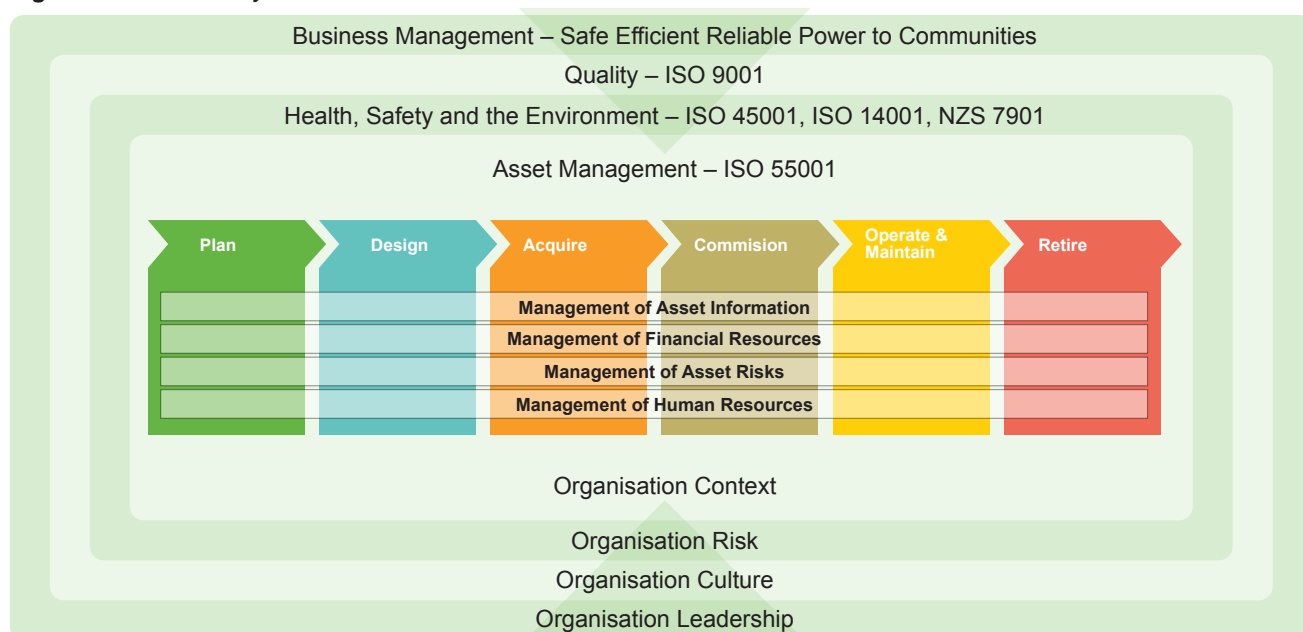 Business Management – Safe Efficient Reliable Power to Communities
Quality – ISO 9001
Health, Safety and the Environment – ISO 45001, ISO 14001, NZS 7901
Asset Management – ISO 55001
Plan
Design
Acquire
Commision
Operate &
Maintain
Retire
Management of Asset Information
Management of Financial Resources
Management of Asset Risks
Management of Human Resources
Organisation Context
Organisation Risk
Organisation Culture
Organisation Leadership